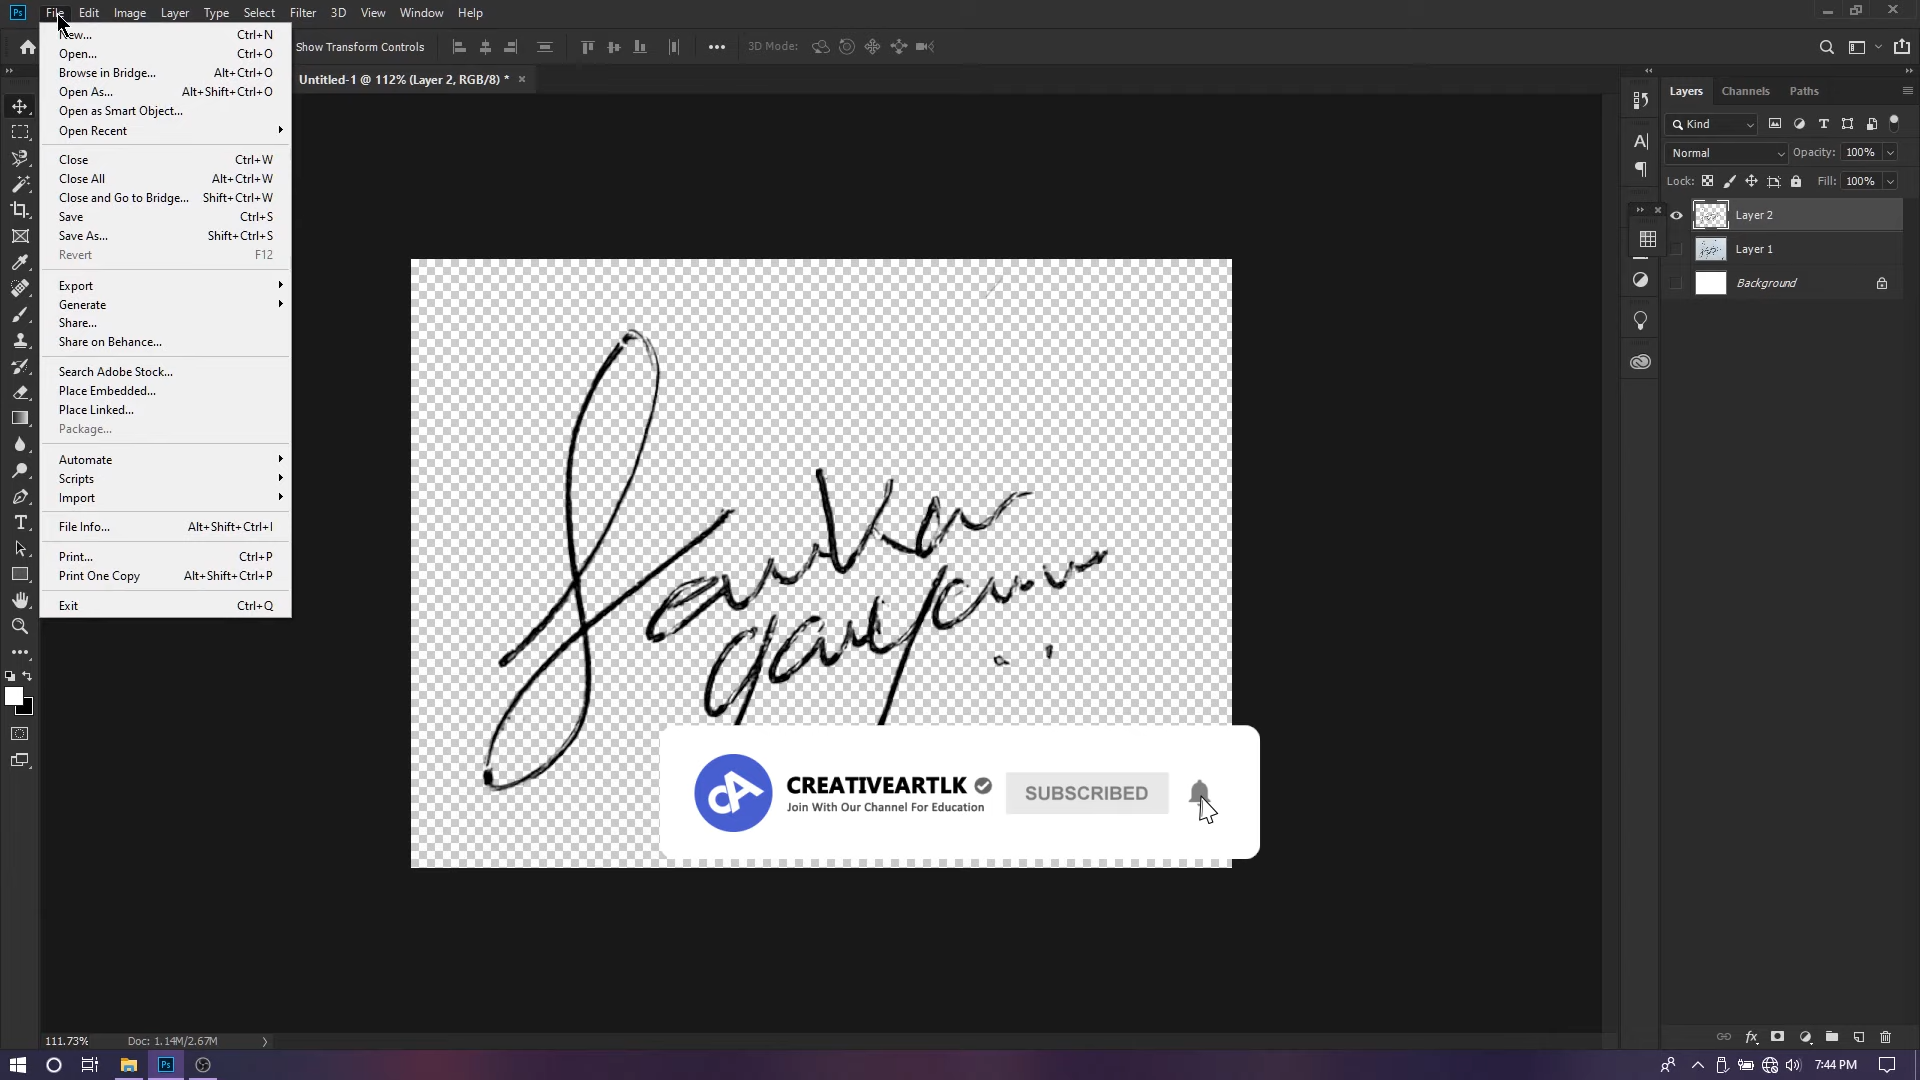 File Edit Image Layer Type Select Filter 3D View Window Help
Show Transform Controls
3D Mode:
Untitled-1 @ 112% (Layer 2, RGB/8) *
New... Ctrl+N
Open... Ctrl+O
Browse in Bridge... Alt+Ctrl+O
Open As... Alt+Shift+Ctrl+O
Open as Smart Object...
Open Recent
Close Ctrl+W
Close All Alt+Ctrl+W
Close and Go to Bridge... Shift+Ctrl+W
Save Ctrl+S
Save As... Shift+Ctrl+S
Revert F12
Export
Generate
Share...
Share on Behance...
Search Adobe Stock...
Place Embedded...
Place Linked...
Package...
Automate
Scripts
Import
File Info... Alt+Shift+Ctrl+I
Print... Ctrl+P
Print One Copy Alt+Shift+Ctrl+P
Exit Ctrl+Q
Layers Channels Paths
Kind
Normal Opacity: 100%
Lock: Fill: 100%
Layer 2
Layer 1
Background
CREATIVEARTLK
Join With Our Channel For Education
SUBSCRIBED
111.73% Doc: 1.14M/2.67M
7:44 PM